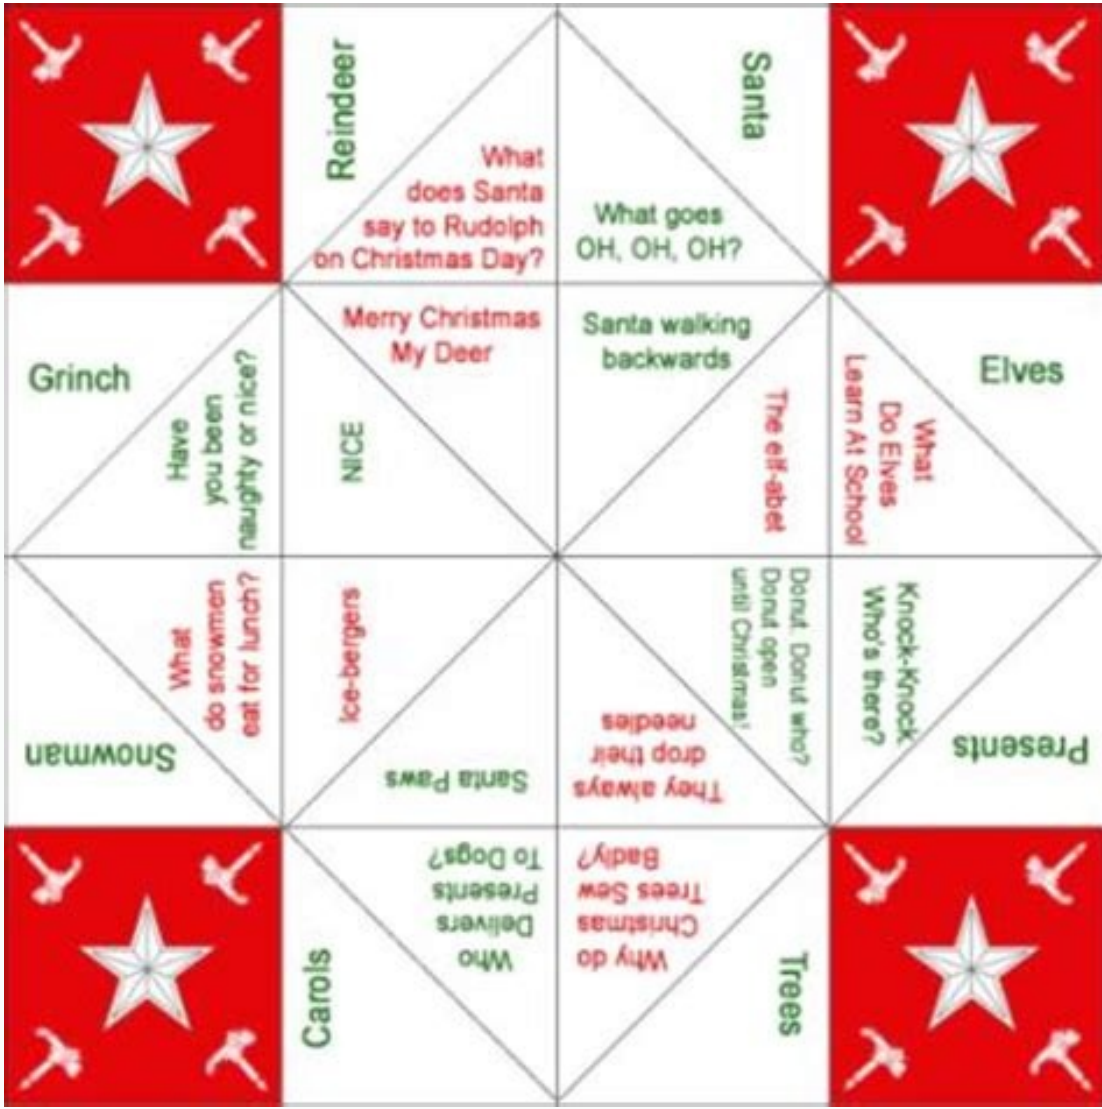 Reindeer
What
does Santa
say to Rudolph
on Christmas Day?
Merry Christmas
My Deer
Santa
What goes
OH, OH, OH?
Santa walking
backwards
Elves
What
Do Elves
Learn At School
The elf-abet
Presents
Knock-Knock.
Who's there?
Donut. Donut who?
Donut open
until Christmas!
Trees
Why do
Christmas
Trees Sew
Badly?
They always
drop their
needles
Carols
Who
Delivers
Presents
To Dogs?
Santa Paws
Snowman
What
do snowmen
eat for lunch?
Ice-bergers
Grinch
Have
you been
naughty or nice?
NICE